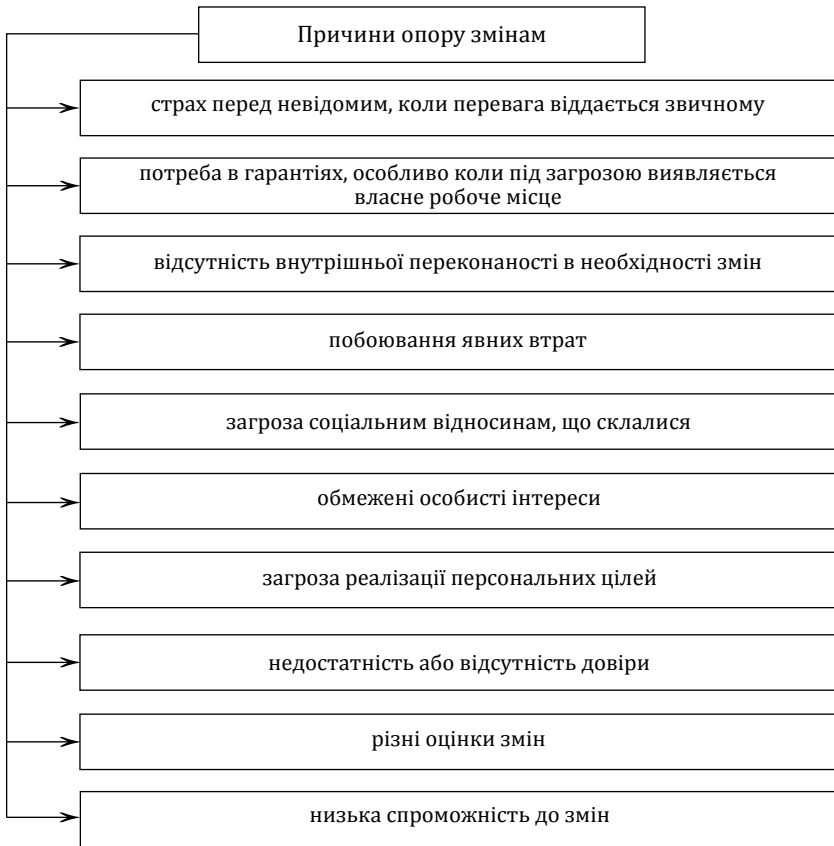 Причини опору змінам
страх перед невідомим, коли перевага віддається звичному
потреба в гарантіях, особливо коли під загрозою виявляється
власне робоче місце
відсутність внутрішньої переконаності в необхідності змін
побоювання явних втрат
загроза соціальним відносинам, що склалися
обмежені особисті інтереси
загроза реалізації персональних цілей
недостатність або відсутність довіри
різні оцінки змін
низька спроможність до змін